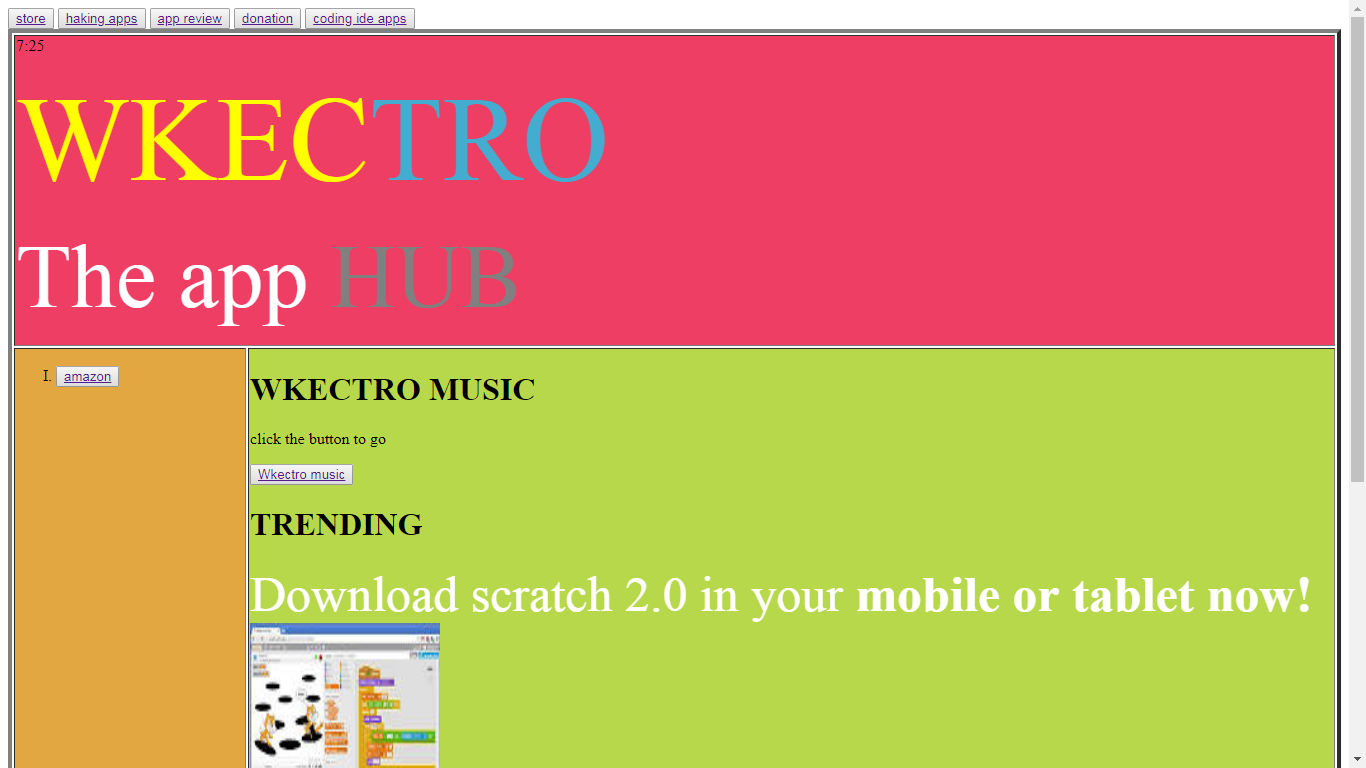 store haking apps app review donation coding ide apps
7:25
WKECTRO
The app HUB
I. amazon
WKECTRO MUSIC
click the button to go
Wkectro music
TRENDING
Download scratch 2.0 in your mobile or tablet now!